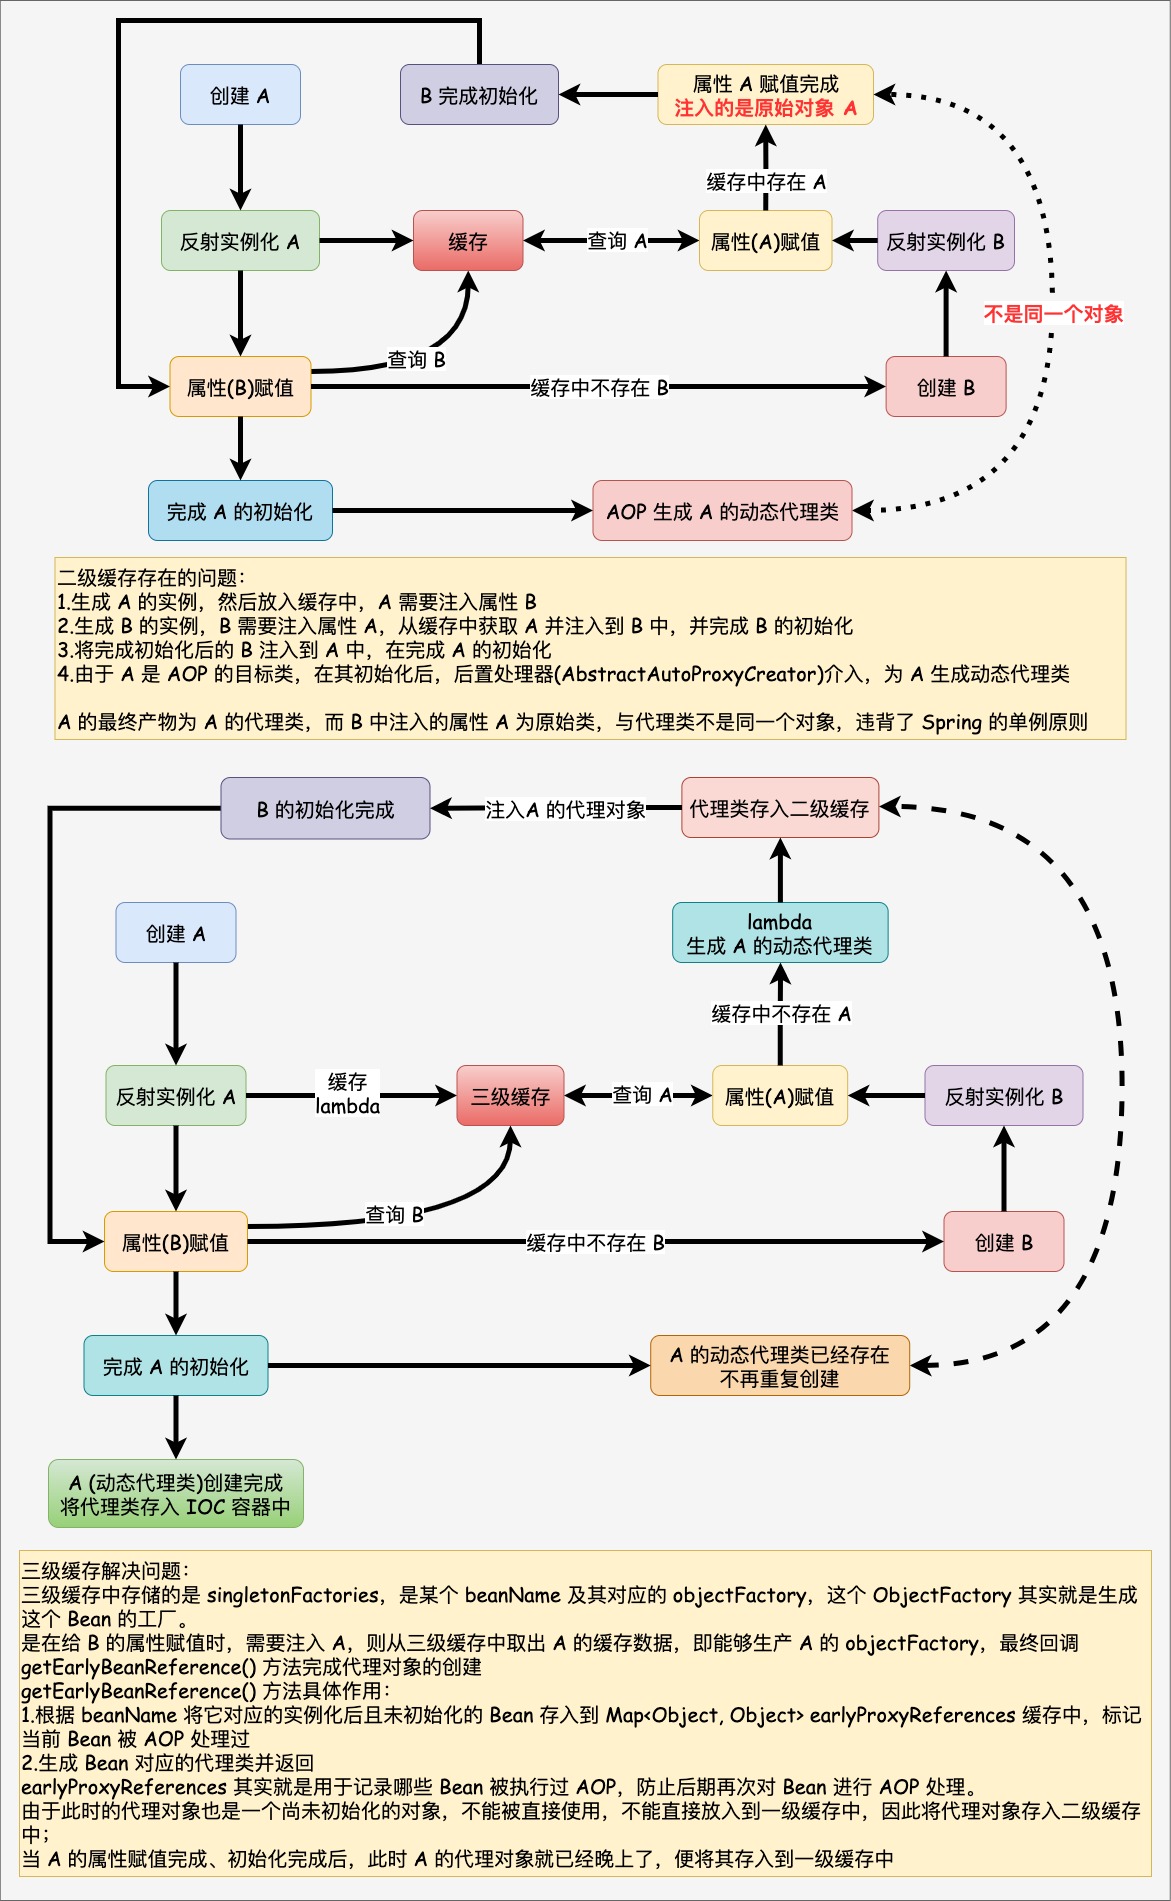 创建 A
B 完成初始化
属性 A 赋值完成
注入的是原始对象 A
缓存中存在 A
反射实例化 A
缓存
查询 A
属性(A)赋值
反射实例化 B
不是同一个对象
查询 B
属性(B)赋值
缓存中不存在 B
创建 B
完成 A 的初始化
AOP 生成 A 的动态代理类
二级缓存存在的问题：
1.生成 A 的实例，然后放入缓存中，A 需要注入属性 B
2.生成 B 的实例，B 需要注入属性 A，从缓存中获取 A 并注入到 B 中，并完成 B 的初始化
3.将完成初始化后的 B 注入到 A 中，在完成 A 的初始化
4.由于 A 是 AOP 的目标类，在其初始化后，后置处理器(AbstractAutoProxyCreator)介入，为 A 生成动态代理类
A 的最终产物为 A 的代理类，而 B 中注入的属性 A 为原始类，与代理类不是同一个对象，违背了 Spring 的单例原则
B 的初始化完成
注入A 的代理对象
代理类存入二级缓存
创建 A
lambda
生成 A 的动态代理类
缓存中不存在 A
反射实例化 A
缓存
lambda
三级缓存
查询 A
属性(A)赋值
反射实例化 B
查询 B
属性(B)赋值
缓存中不存在 B
创建 B
完成 A 的初始化
A 的动态代理类已经存在
不再重复创建
A (动态代理类)创建完成
将代理类存入 IOC 容器中
三级缓存解决问题：
三级缓存中存储的是 singletonFactories，是某个 beanName 及其对应的 objectFactory，这个 ObjectFactory 其实就是生成
这个 Bean 的工厂。
是在给 B 的属性赋值时，需要注入 A，则从三级缓存中取出 A 的缓存数据，即能够生产 A 的 objectFactory，最终回调
getEarlyBeanReference() 方法完成代理对象的创建
getEarlyBeanReference() 方法具体作用：
1.根据 beanName 将它对应的实例化后且未初始化的 Bean 存入到 Map<Object, Object> earlyProxyReferences 缓存中，标记
当前 Bean 被 AOP 处理过
2.生成 Bean 对应的代理类并返回
earlyProxyReferences 其实就是用于记录哪些 Bean 被执行过 AOP，防止后期再次对 Bean 进行 AOP 处理。
由于此时的代理对象也是一个尚未初始化的对象，不能被直接使用，不能直接放入到一级缓存中，因此将代理对象存入二级缓存
中；
当 A 的属性赋值完成、初始化完成后，此时 A 的代理对象就已经晚上了，便将其存入到一级缓存中